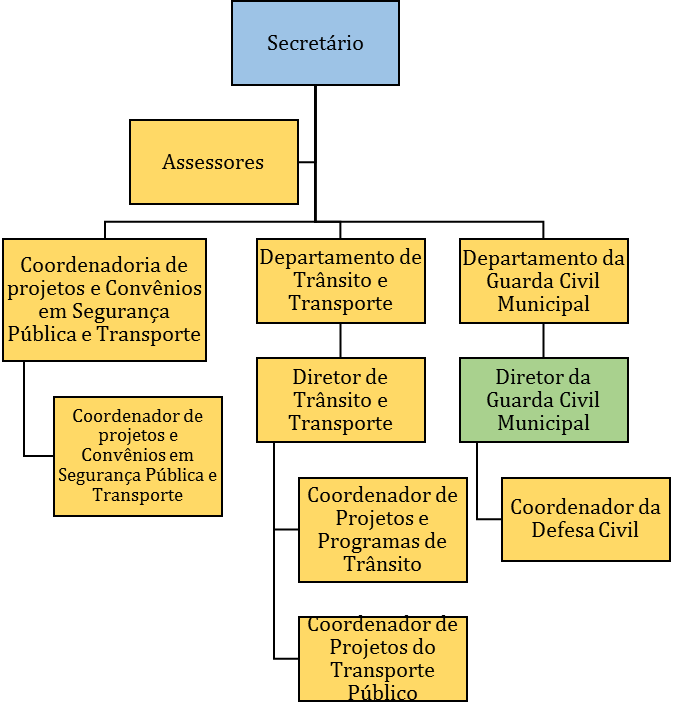 Secretário
Assessores
Coordenadoria de
projetos e Convênios
em Segurança
Pública e Transporte
Departamento de
Trânsito e
Transporte
Departamento da
Guarda Civil
Municipal
Coordenador de
projetos e
Convênios em
Segurança Pública e
Transporte
Diretor de
Trânsito e
Transporte
Diretor da
Guarda Civil
Municipal
Coordenador de
Projetos e
Programas de
Trânsito
Coordenador da
Defesa Civil
Coordenador de
Projetos do
Transporte
Público